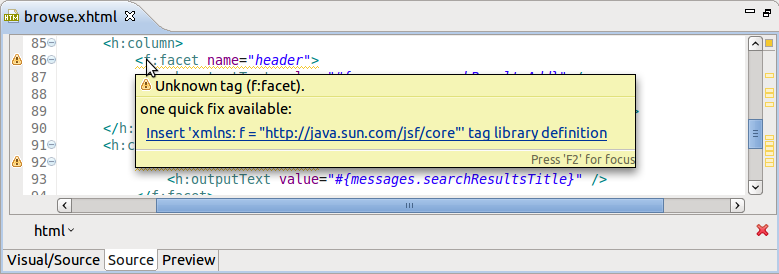 browse.xhtml
85 <h:column>
86 <f:facet name="header">
87
88
89 >
90 </h:
91 <h:c
92
Unknown tag (f:facet).
one quick fix available:
Insert 'xmlns: f = "http://java.sun.com/jsf/core"' tag library definition
Press 'F2' for focus
93 <h:outputText value="#{messages.searchResultsTitle}" />
94 </f:facet>
html
Visual/Source Source Preview